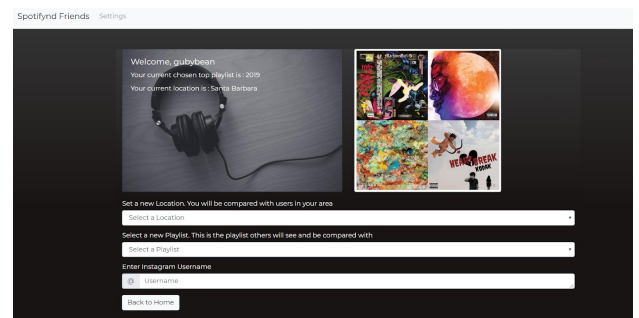 Spotifynd Friends Settings
Welcome, gubybean
Your current chosen top playlist is : 2019
Your current location is : Santa Barbara
HEARTBREAK
KODAK
Set a new Location. You will be compared with users in your area
Select a Location
Select a new Playlist. This is the playlist others will see and be compared with
Select a Playlist
Enter Instagram Username
@ Username
Back to Home